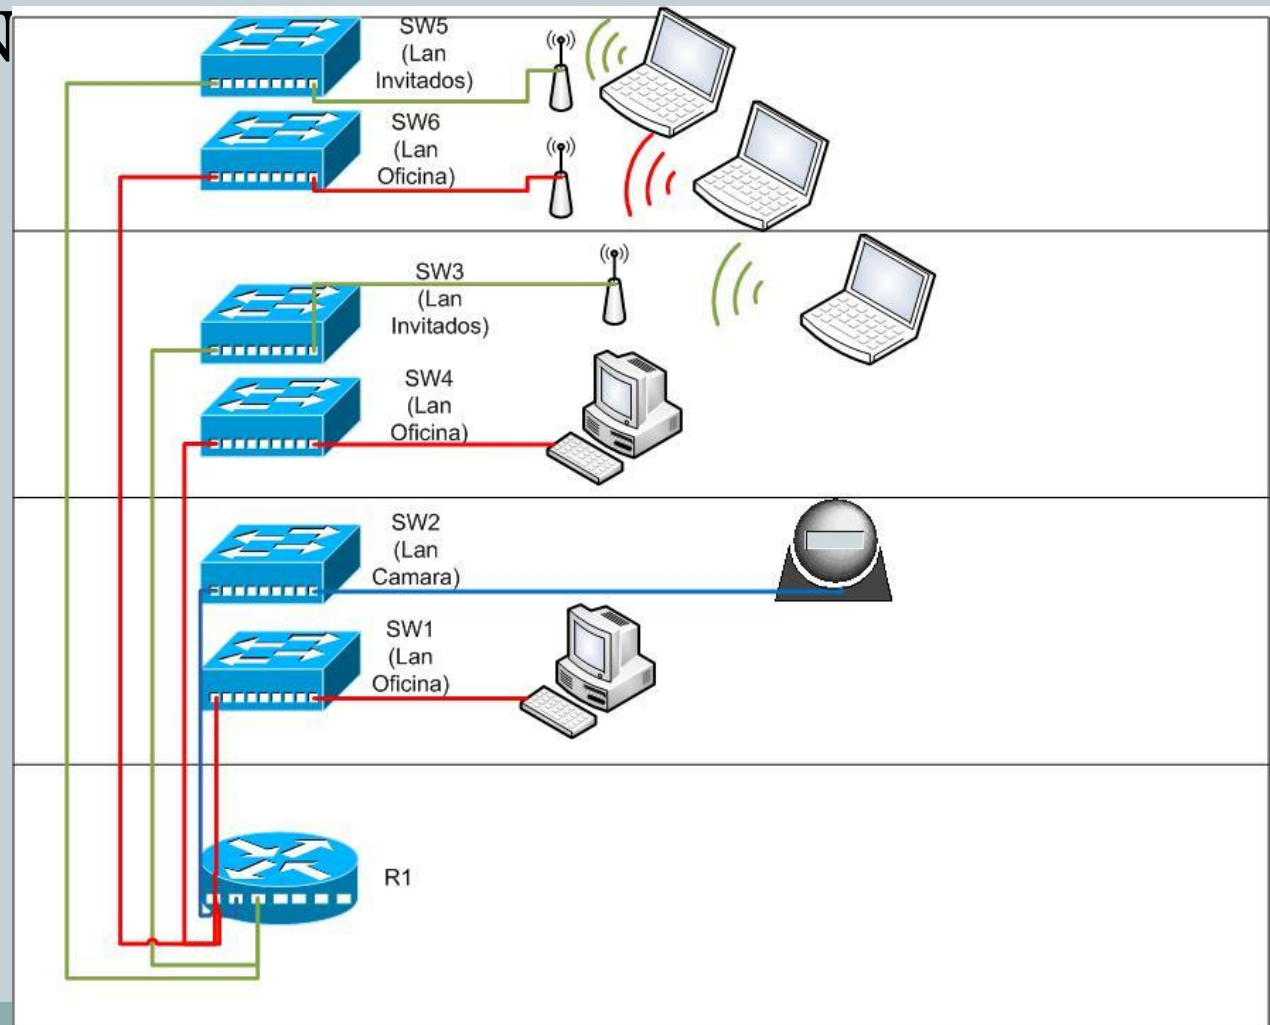 N
SW5
(Lan
Invitados)
SW6
(Lan
Oficina)
SW3
(Lan
Invitados)
SW4
(Lan
Oficina)
SW2
(Lan
Camara)
SW1
(Lan
Oficina)
R1